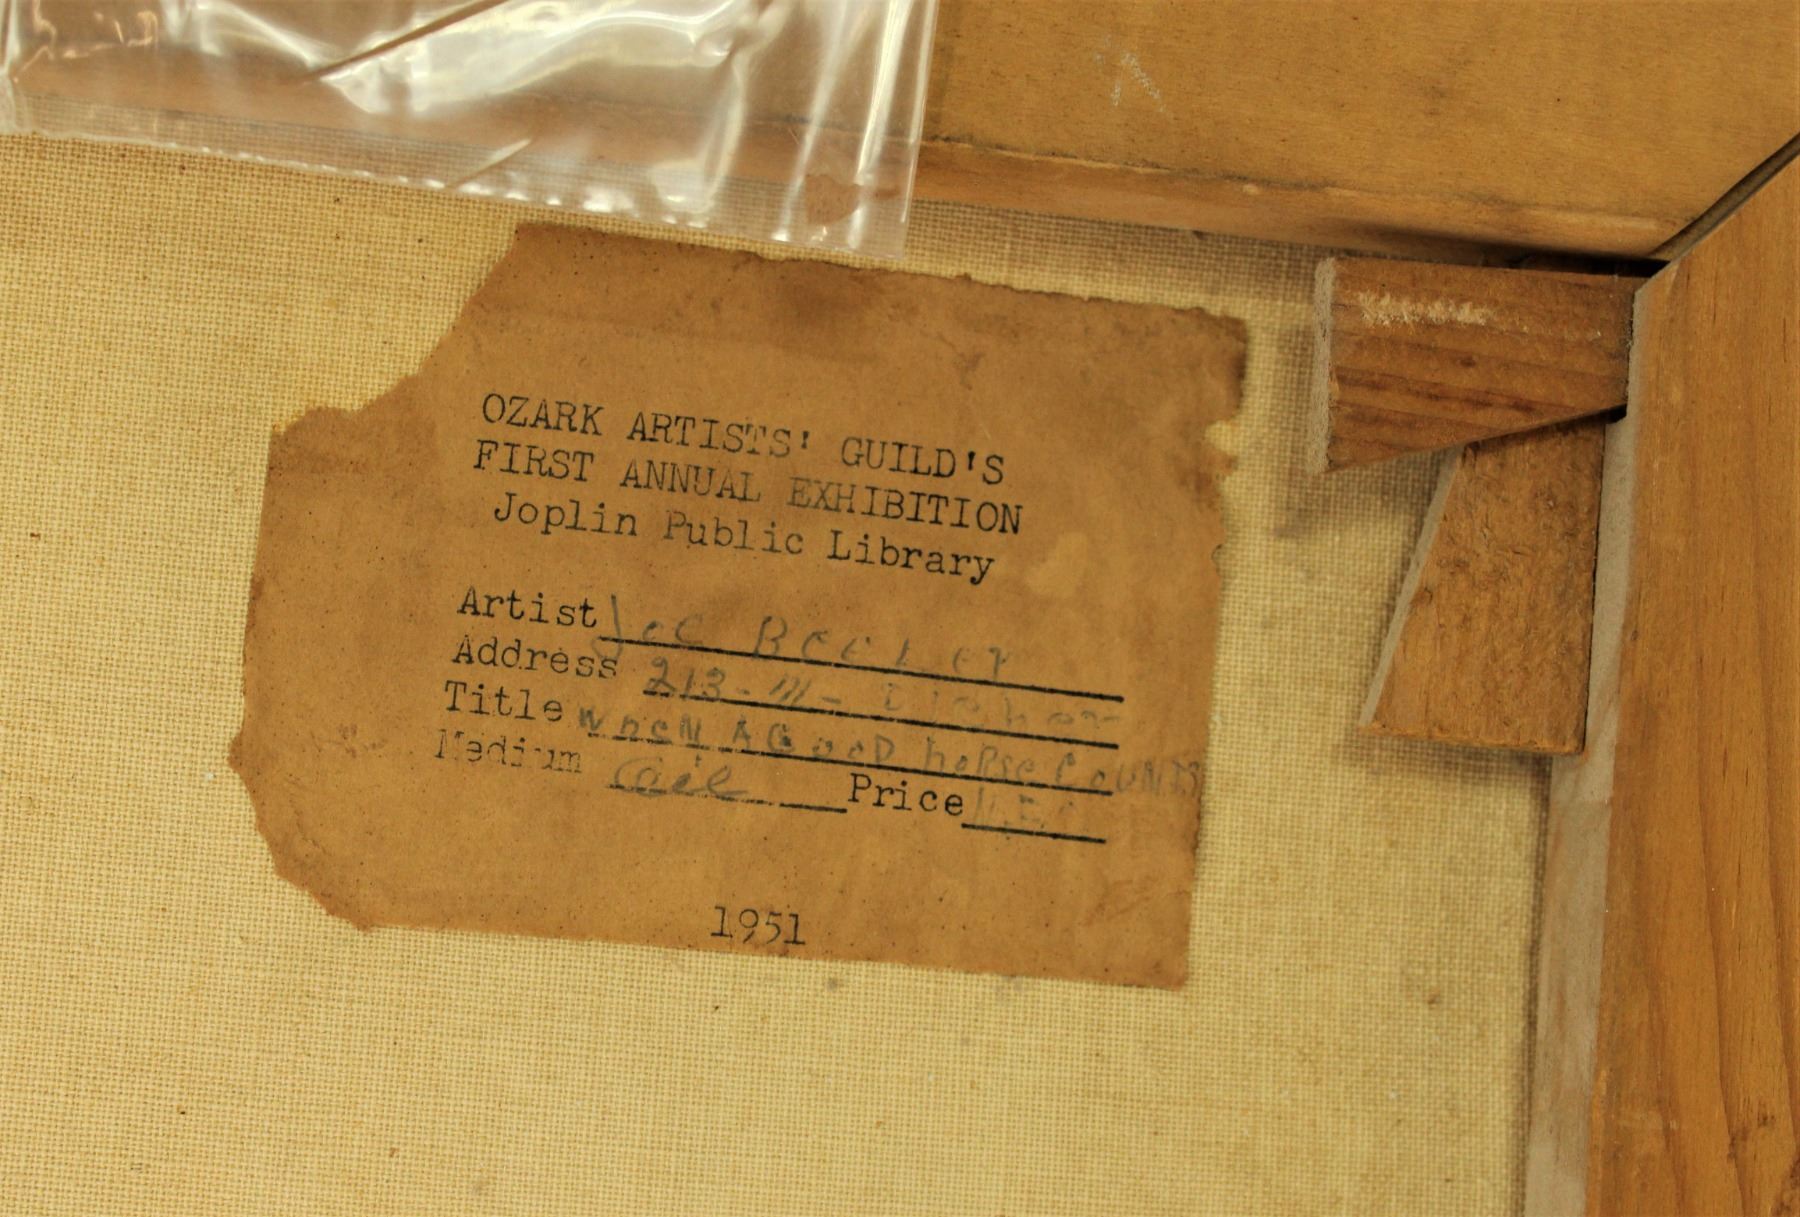 OZARK ARTISTS' GUILD'S
FIRST ANNUAL EXHIBITION
Joplin Public Library
Artist Joe Beeler
Address 213-M-
Title WheN A GooD hoRse CoUNTs
Medium Oil Price
1951